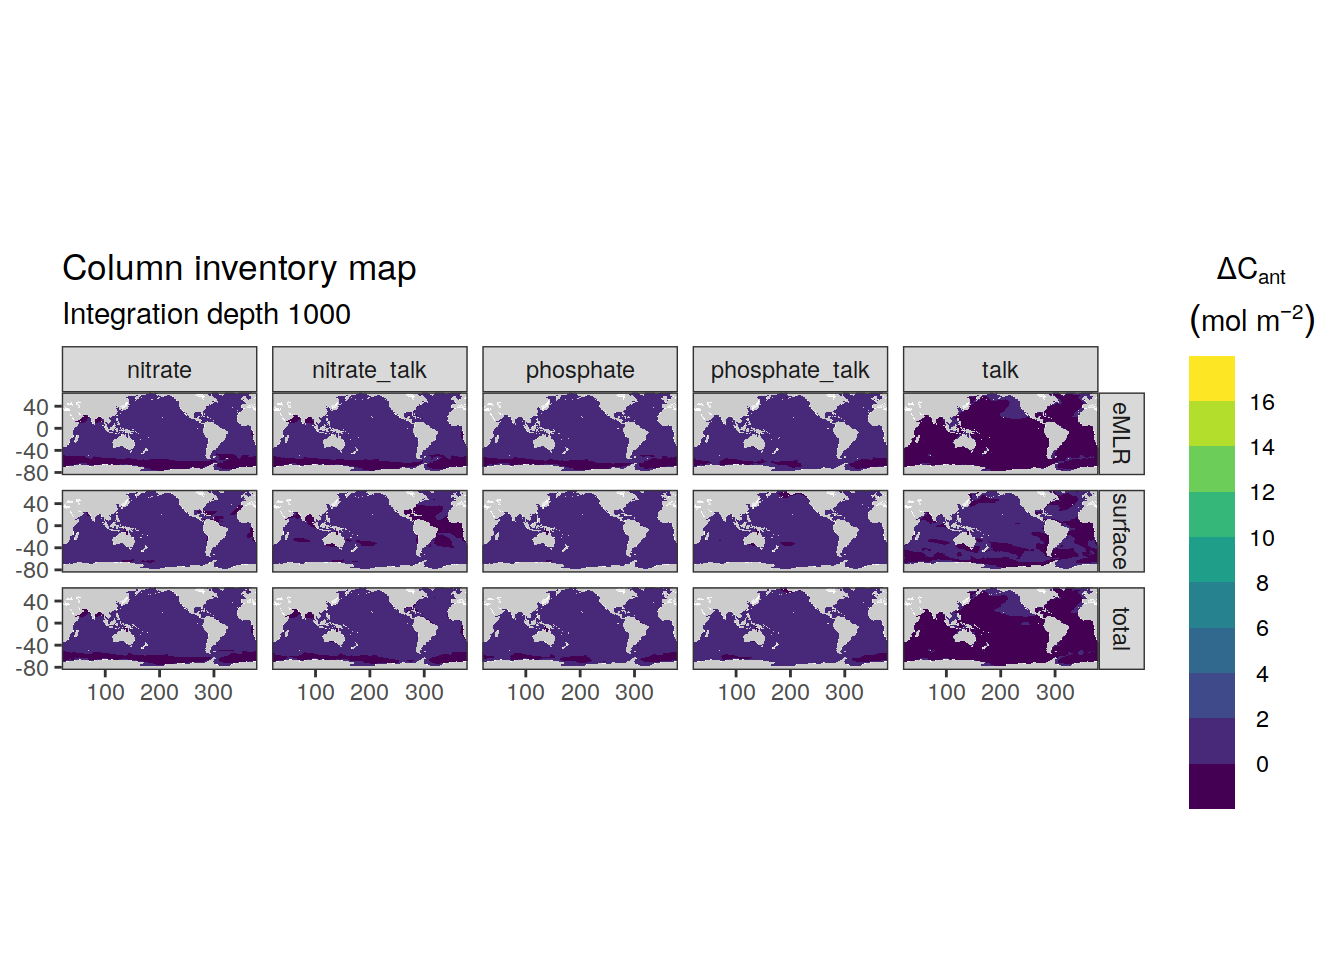 Column inventory map
Integration depth 1000
ΔCant
(mol m−2)
nitrate nitrate_talk phosphate phosphate_talk talk
40
0
-40
-80
eMLR
40
0
-40
-80
surface
40
0
-40
-80
total
100 200 300 100 200 300 100 200 300 100 200 300 100 200 300
16
14
12
10
8
6
4
2
0